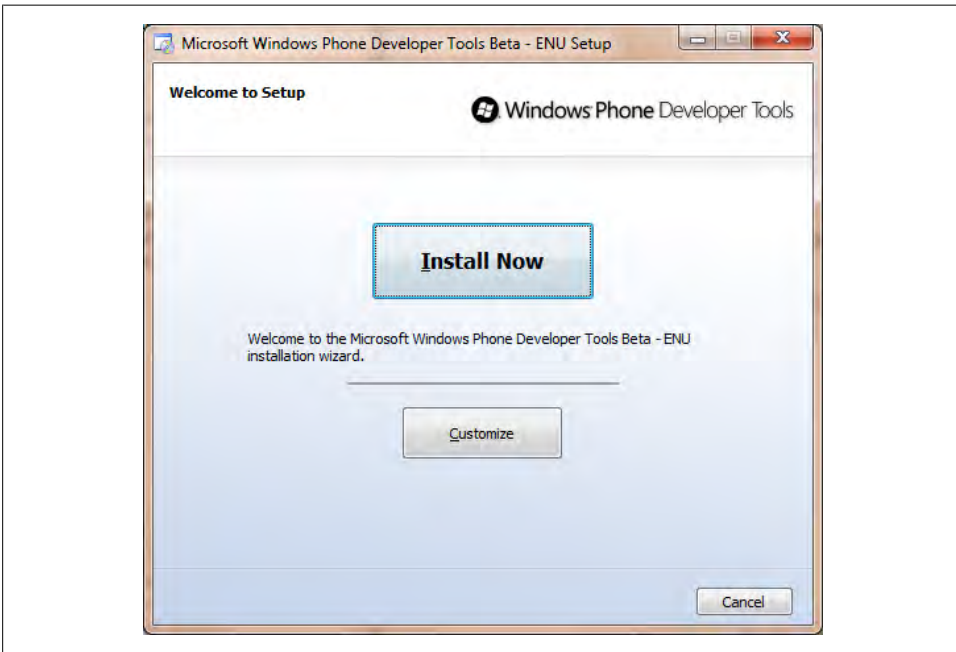 Microsoft Windows Phone Developer Tools Beta - ENU Setup
Welcome to Setup
Windows Phone Developer Tools
Install Now
Welcome to the Microsoft Windows Phone Developer Tools Beta - ENU
installation wizard.
Customize
Cancel